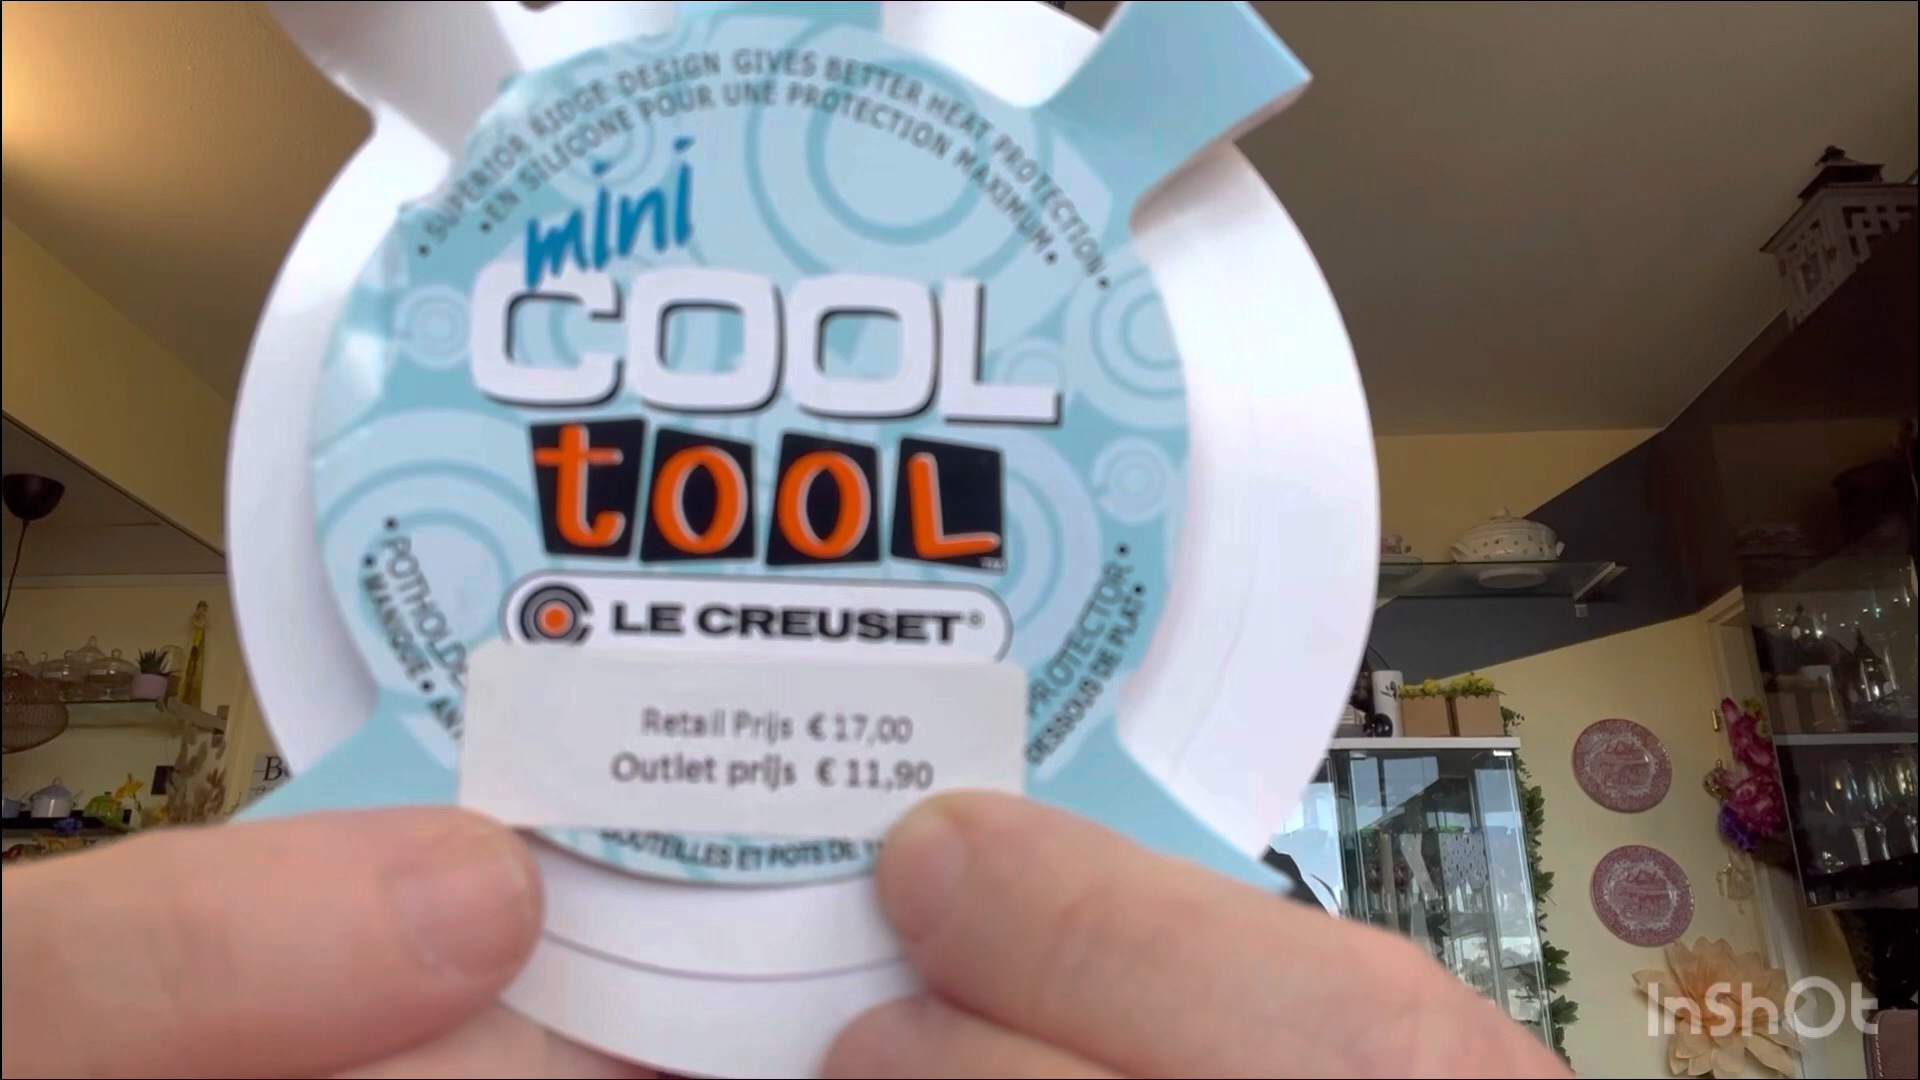 • SUPERIOR RIDGE DESIGN GIVES BETTER HEAT PROTECTION •
• EN SILICONE POUR UNE PROTECTION MAXIMUM •
mini
COOL
tOOL™
LE CREUSET®
• POTHOLD
• MANIQUE •
PROTECTOR •
DESSOUS DE PLAT •
Retail Prijs € 17,00
Outlet prijs € 11,90
BOUTEILLES ET POTS DE
InShOt